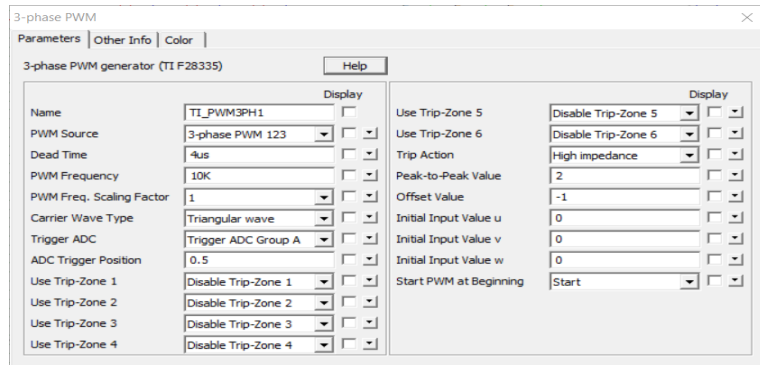 3-phase PWM
Parameters Other Info Color
3-phase PWM generator (TI F28335) Help
Display
Name TI_PWM3PH1
PWM Source 3-phase PWM 123
Dead Time 4us
PWM Frequency 10K
PWM Freq. Scaling Factor 1
Carrier Wave Type Triangular wave
Trigger ADC Trigger ADC Group A
ADC Trigger Position 0.5
Use Trip-Zone 1 Disable Trip-Zone 1
Use Trip-Zone 2 Disable Trip-Zone 2
Use Trip-Zone 3 Disable Trip-Zone 3
Use Trip-Zone 4 Disable Trip-Zone 4
Display
Use Trip-Zone 5 Disable Trip-Zone 5
Use Trip-Zone 6 Disable Trip-Zone 6
Trip Action High impedance
Peak-to-Peak Value 2
Offset Value -1
Initial Input Value u 0
Initial Input Value v 0
Initial Input Value w 0
Start PWM at Beginning Start